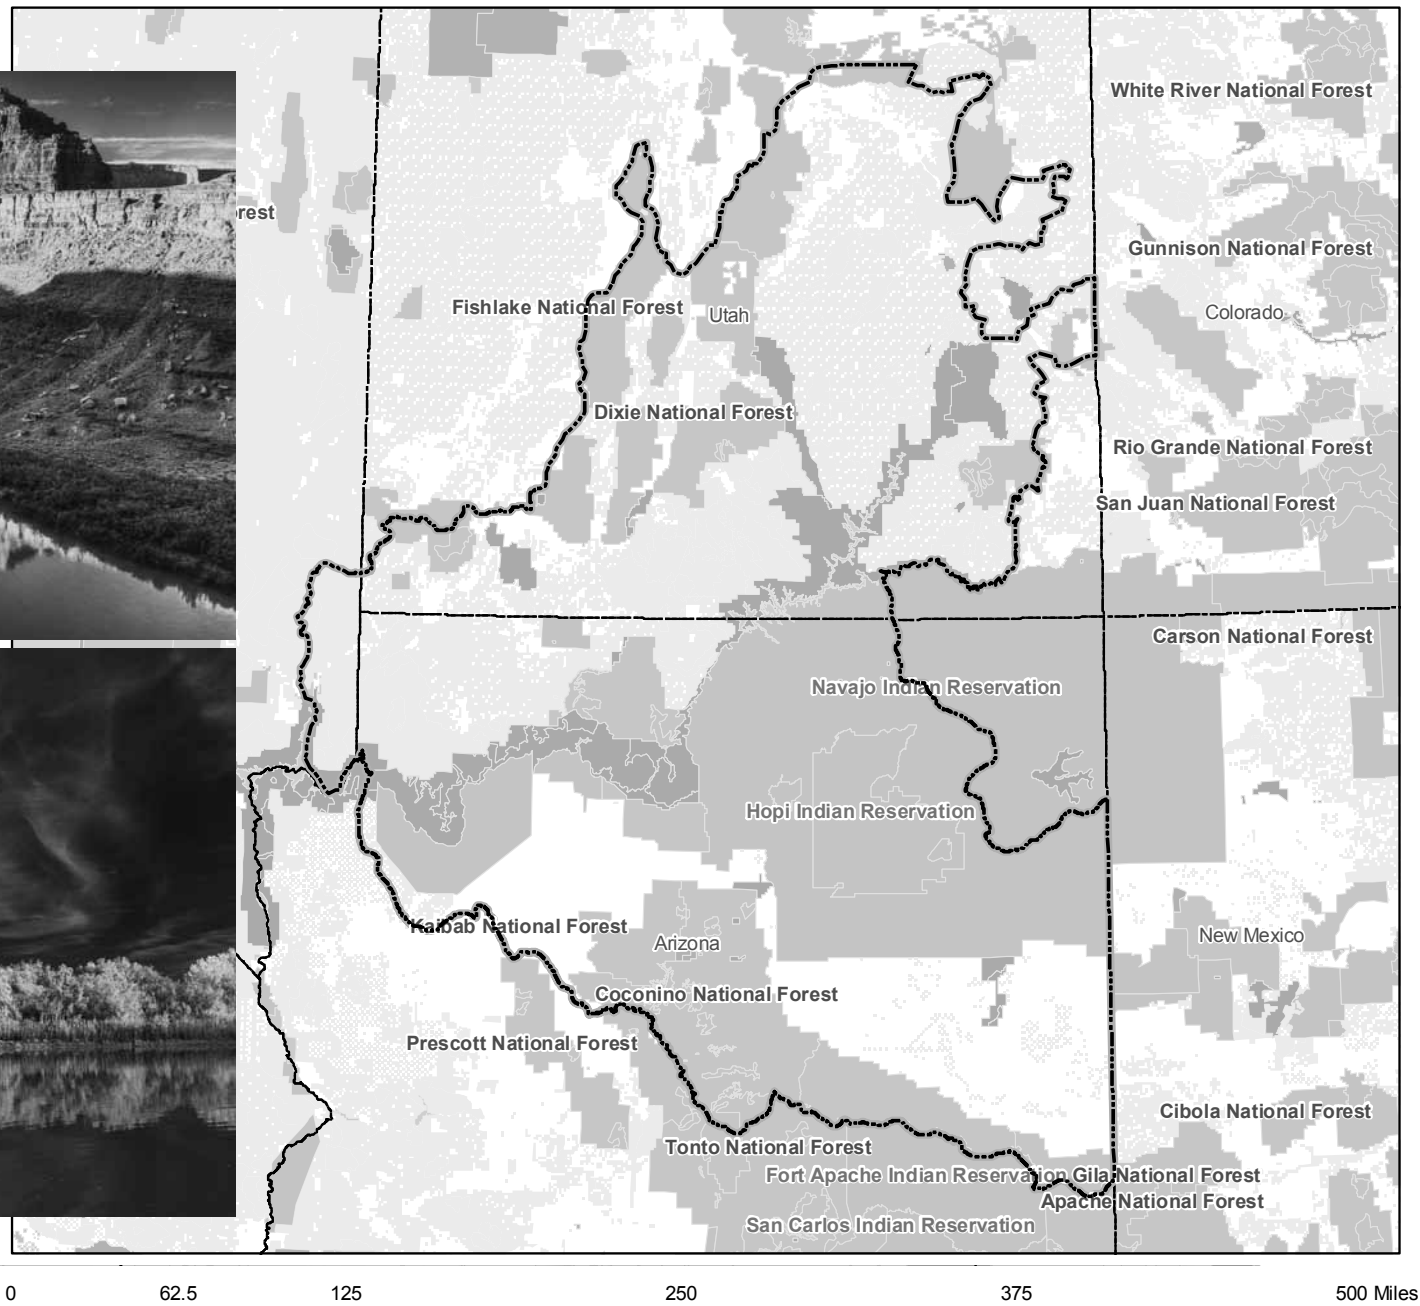 White River National Forest
rest
Gunnison National Forest
Fishlake National Forest
Utah
Colorado
Dixie National Forest
Rio Grande National Forest
San Juan National Forest
Carson National Forest
Navajo Indian Reservation
Hopi Indian Reservation
Kaibab National Forest
Arizona
New Mexico
Coconino National Forest
Prescott National Forest
Cibola National Forest
Tonto National Forest
Fort Apache Indian Reservation
Gila National Forest
Apache National Forest
San Carlos Indian Reservation
0 62.5 125 250 375 500 Miles